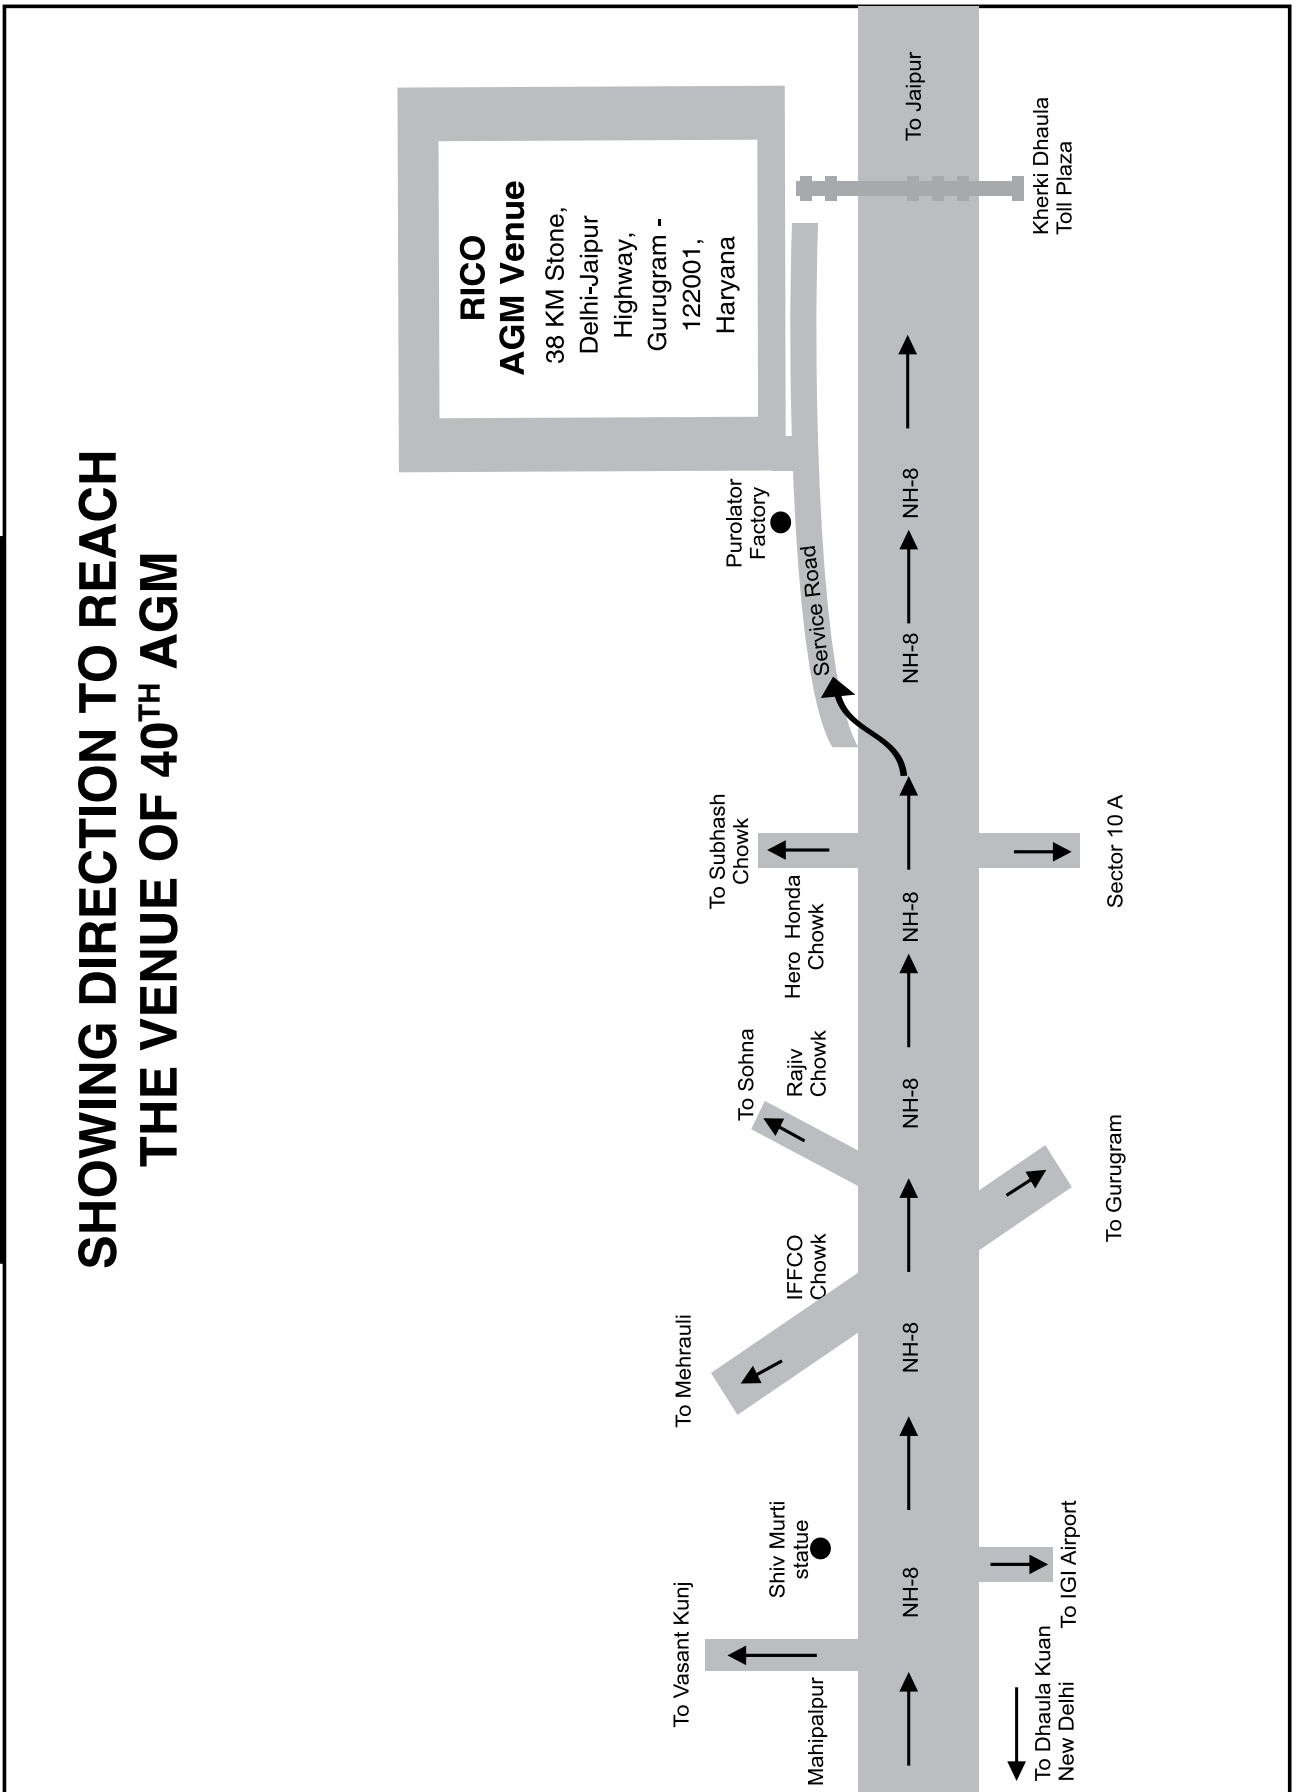 SHOWING DIRECTION TO REACH
THE VENUE OF 40TH AGM
RICO
AGM Venue
38 KM Stone,
Delhi-Jaipur
Highway,
Gurugram -
122001,
Haryana
To Vasant Kunj
Mahipalpur
Shiv Murti
statue
To Mehrauli
IFFCO
Chowk
To Sohna
Rajiv
Chowk
To Subhash
Chowk
Hero Honda
Chowk
Purolator
Factory
Service Road
NH-8
NH-8
NH-8
NH-8
NH-8
NH-8
To Jaipur
To Dhaula Kuan
New Delhi
To IGI Airport
To Gurugram
Sector 10 A
Kherki Dhaula
Toll Plaza